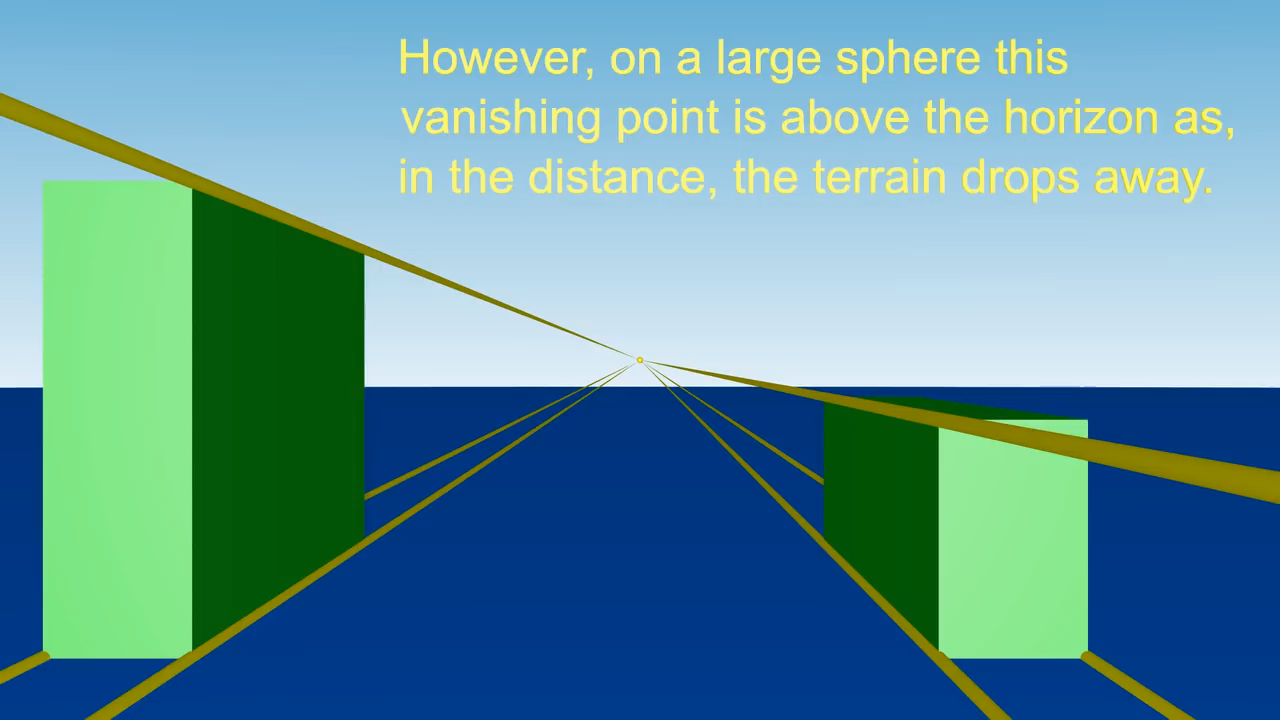 However, on a large sphere this
vanishing point is above the horizon as,
in the distance, the terrain drops away.